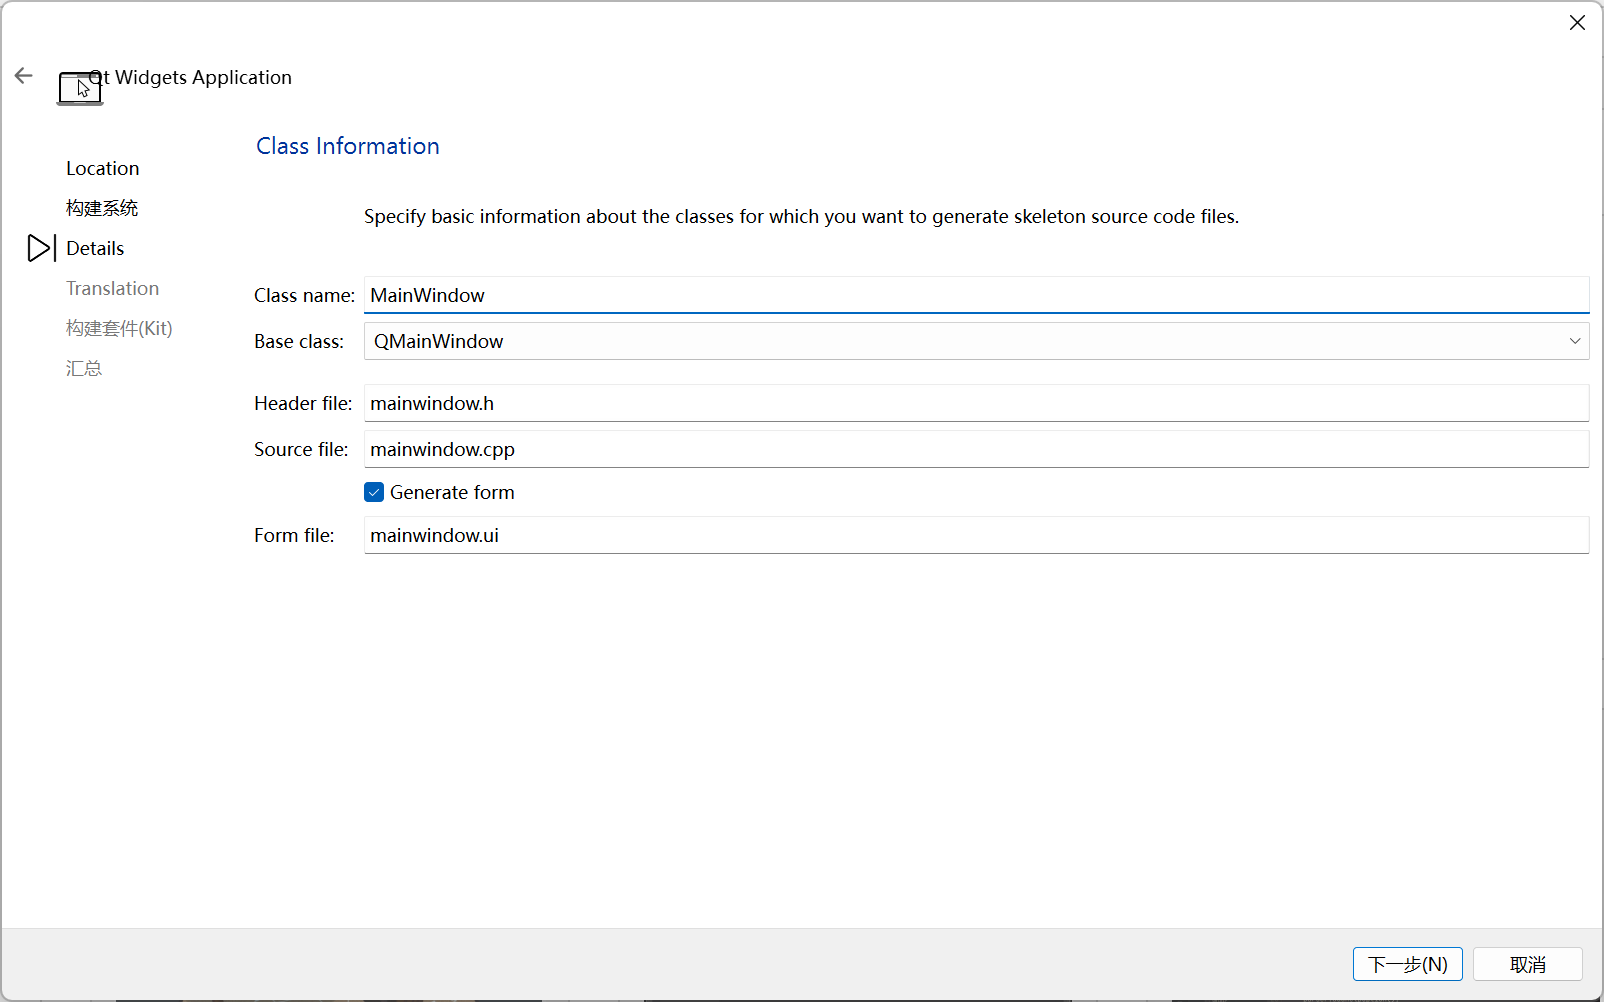 Qt Widgets Application
Location
构建系统
Details
Translation
构建套件(Kit)
汇总
Class Information
Specify basic information about the classes for which you want to generate skeleton source code files.
Class name: MainWindow
Base class: QMainWindow
Header file: mainwindow.h
Source file: mainwindow.cpp
Generate form
Form file: mainwindow.ui
下一步(N) 取消